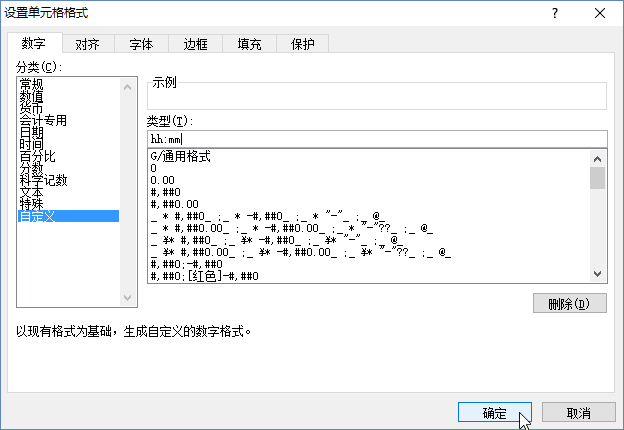 设置单元格格式
数字 对齐 字体 边框 填充 保护
分类(C):
常规
数值
货币
会计专用
日期
时间
百分比
分数
科学记数
文本
特殊
自定义
示例
类型(T):
hh:mm
G/通用格式
0
0.00
#,##0
#,##0.00
_ * #,##0_ ;_ * -#,##0_ ;_ * "-"_ ;_ @_
_ * #,##0.00_ ;_ * -#,##0.00_ ;_ * "-"??_ ;_ @_
_ ¥* #,##0_ ;_ ¥* -#,##0_ ;_ ¥* "-"_ ;_ @_
_ ¥* #,##0.00_ ;_ ¥* -#,##0.00_ ;_ ¥* "-"??_ ;_ @_
#,##0;-#,##0
#,##0;[红色]-#,##0
删除(D)
以现有格式为基础，生成自定义的数字格式。
确定 取消